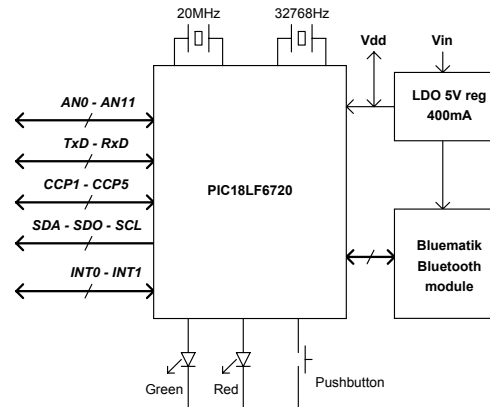 20MHz
32768Hz
Vdd
Vin
LDO 5V reg
400mA
AN0 - AN11
TxD - RxD
CCP1 - CCP5
SDA - SDO - SCL
INT0 - INT1
PIC18LF6720
Bluematik
Bluetooth
module
Green
Red
Pushbutton